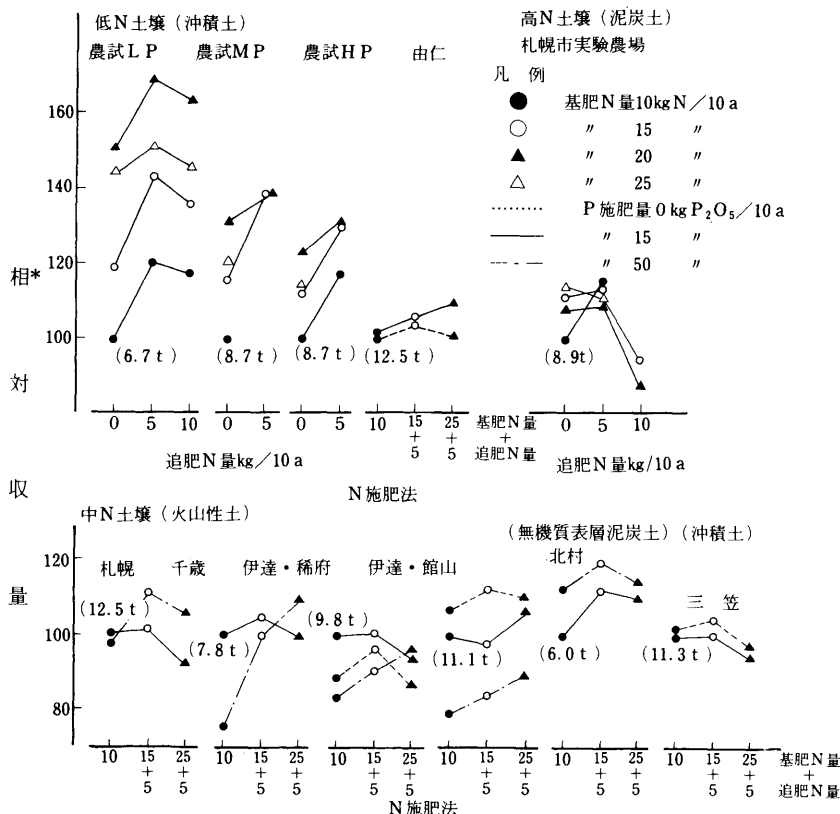 低N土壌（沖積土）
農試LP 農試MP 農試HP 由仁
高N土壌（泥炭土）
札幌市実験農場
凡例
基肥N量10kgN／10a
〃 15 〃
〃 20 〃
〃 25 〃
P施肥量0kgP₂O₅／10a
〃 15 〃
〃 50 〃
相*対収量
160
140
120
100
(6.7t) (8.7t) (8.7t) (12.5t) (8.9t)
0 5 10 0 5 0 5 10 15+5 25+5 基肥N量+追肥N量 0 5 10
追肥N量kg／10a
追肥N量kg/10a
N施肥法
中N土壌（火山性土）
（無機質表層泥炭土）（沖積土）
札幌 千歳 伊達・稀府 伊達・館山 北村 三笠
120
100
80
(12.5t) (7.8t) (9.8t) (11.1t) (6.0t) (11.3t)
10 15+5 25+5 10 15+5 25+5 10 15+5 25+5 10 15+5 25+5 10 15+5 25+5 10 15+5 25+5 基肥N量+追肥N量
N施肥法